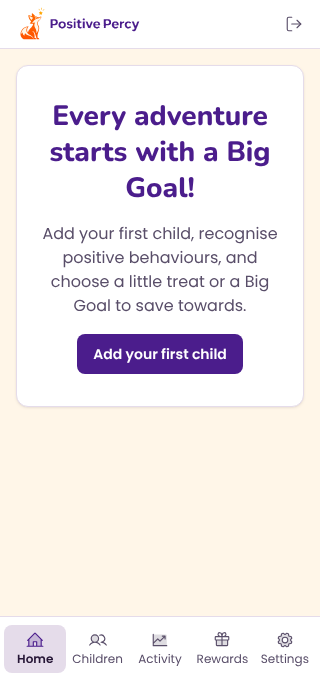 Positive Percy
Every adventure
starts with a Big
Goal!
Add your first child, recognise
positive behaviours, and
choose a little treat or a Big
Goal to save towards.
Add your first child
Home
Children
Activity
Rewards
Settings